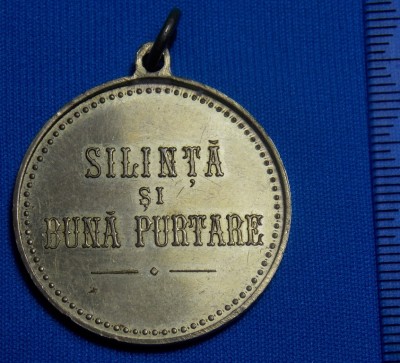 SILINȚĂ
ȘI
BUNĂ PURTARE